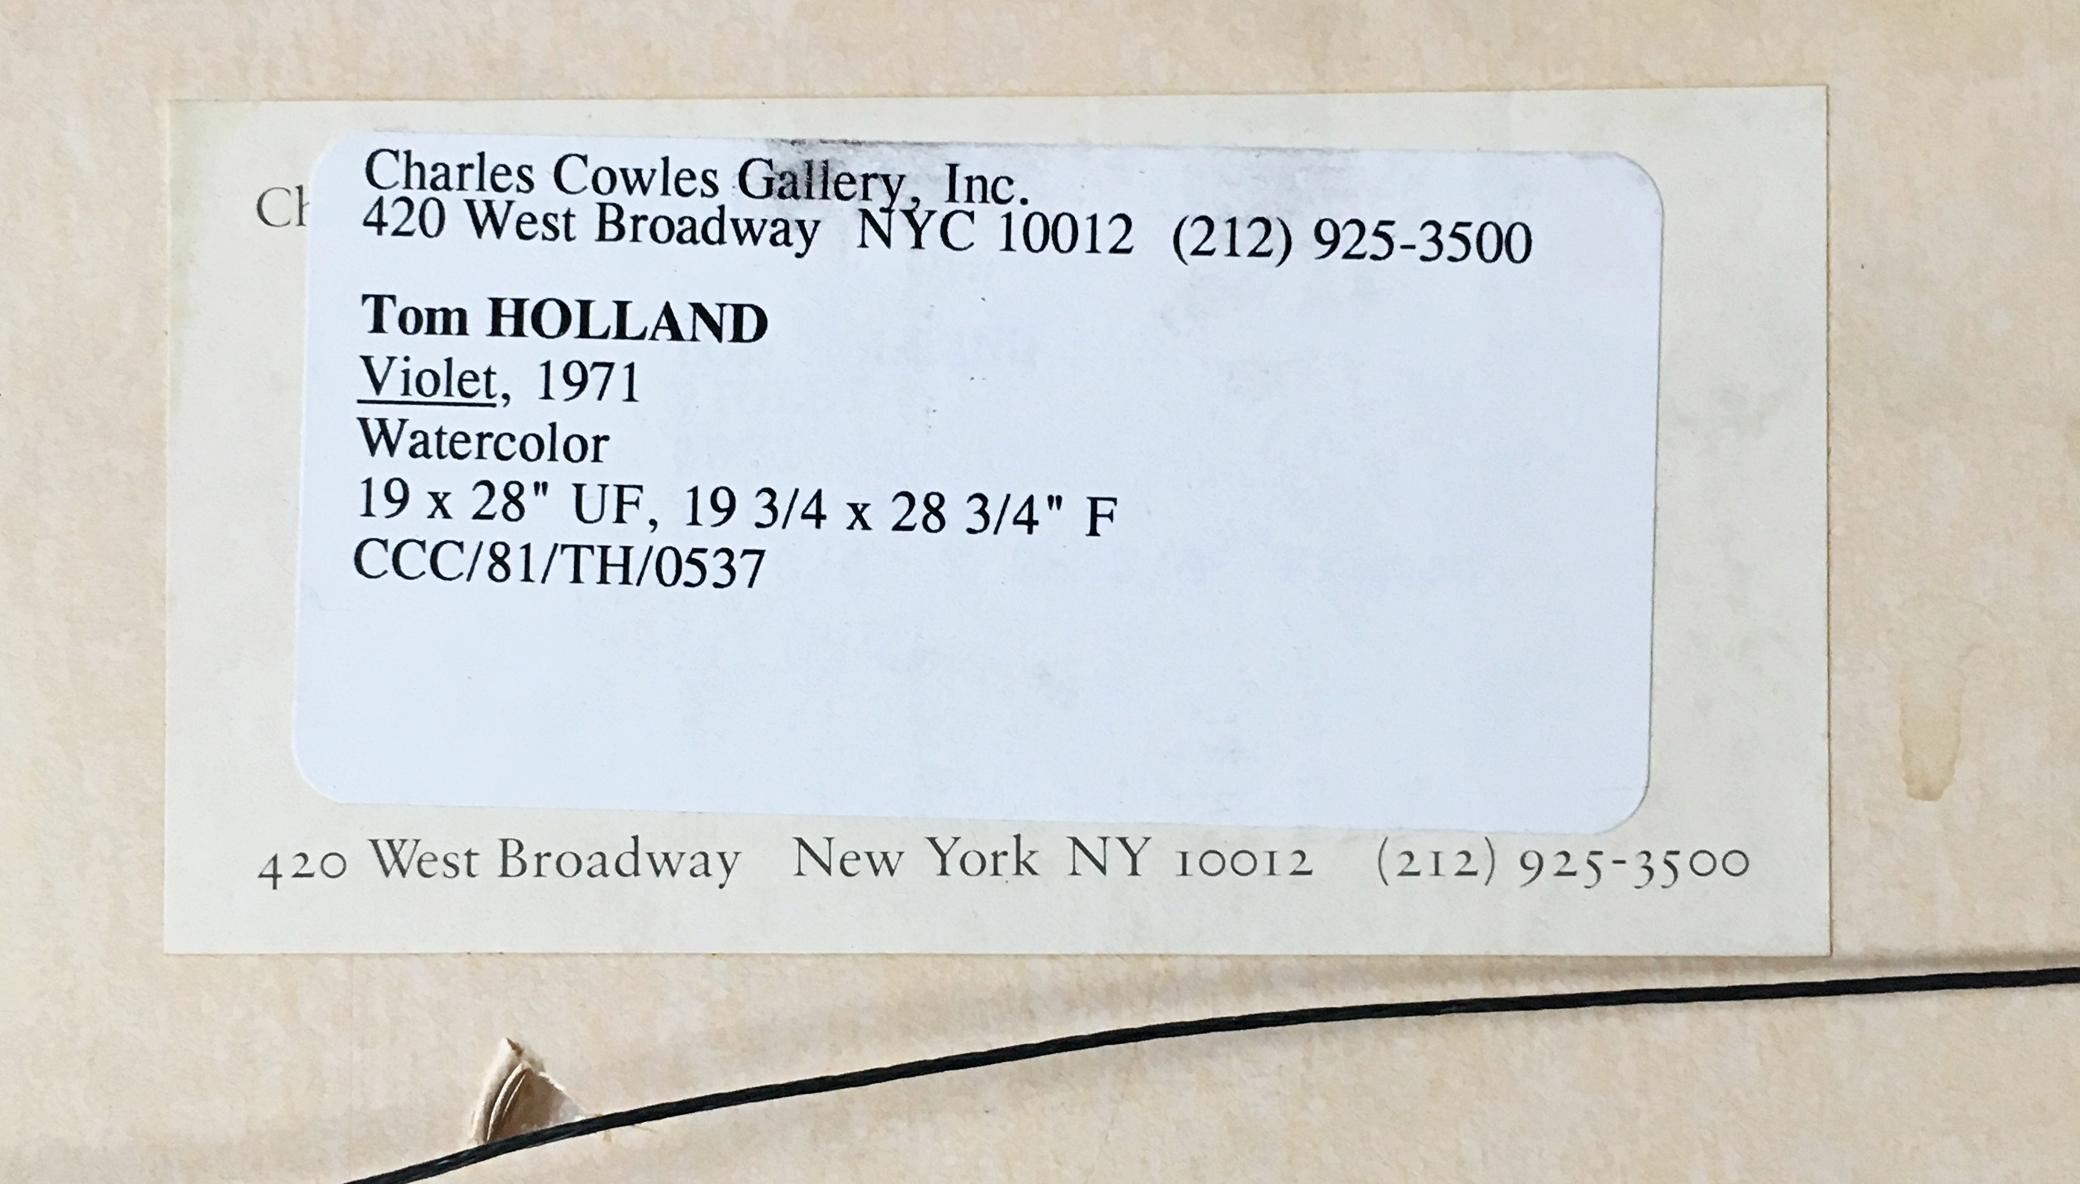 Ch
Charles Cowles Gallery, Inc.
420 West Broadway NYC 10012 (212) 925-3500
Tom HOLLAND
Violet, 1971
Watercolor
19 x 28" UF, 19 3/4 x 28 3/4" F
CCC/81/TH/0537
420 West Broadway New York NY 10012 (212) 925-3500